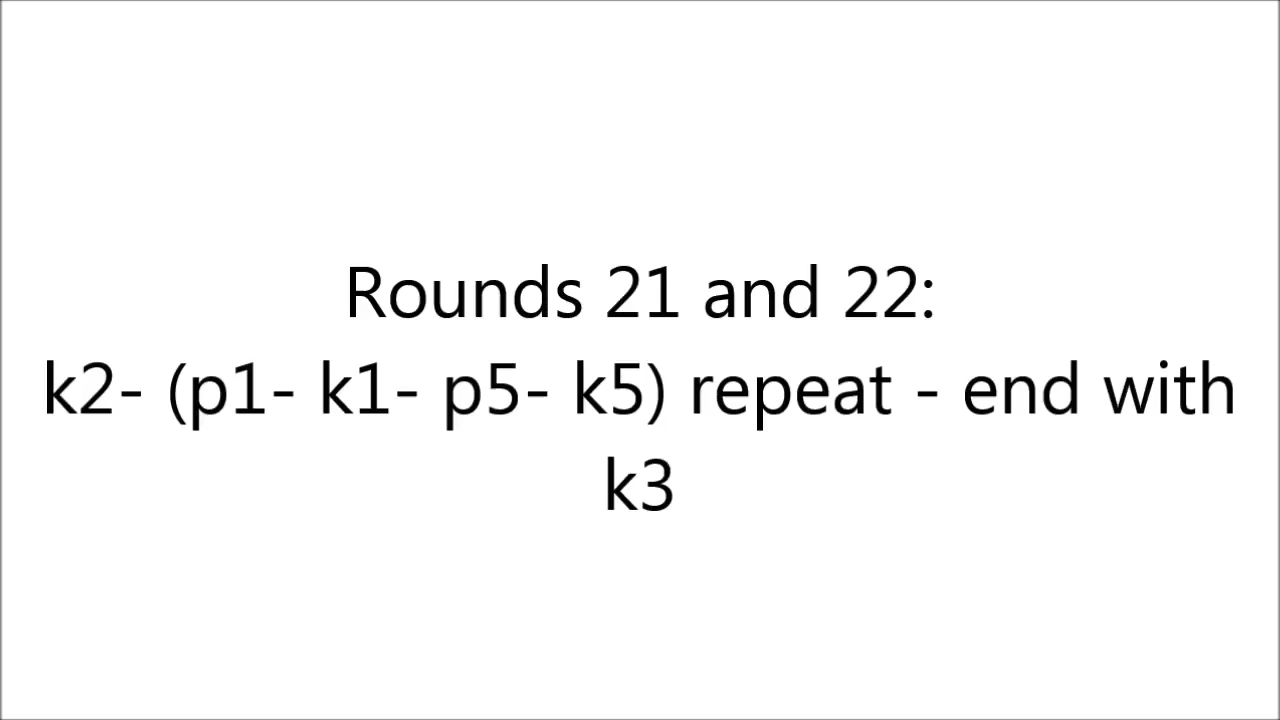 Rounds 21 and 22:
k2- (p1- k1- p5- k5) repeat - end with
k3